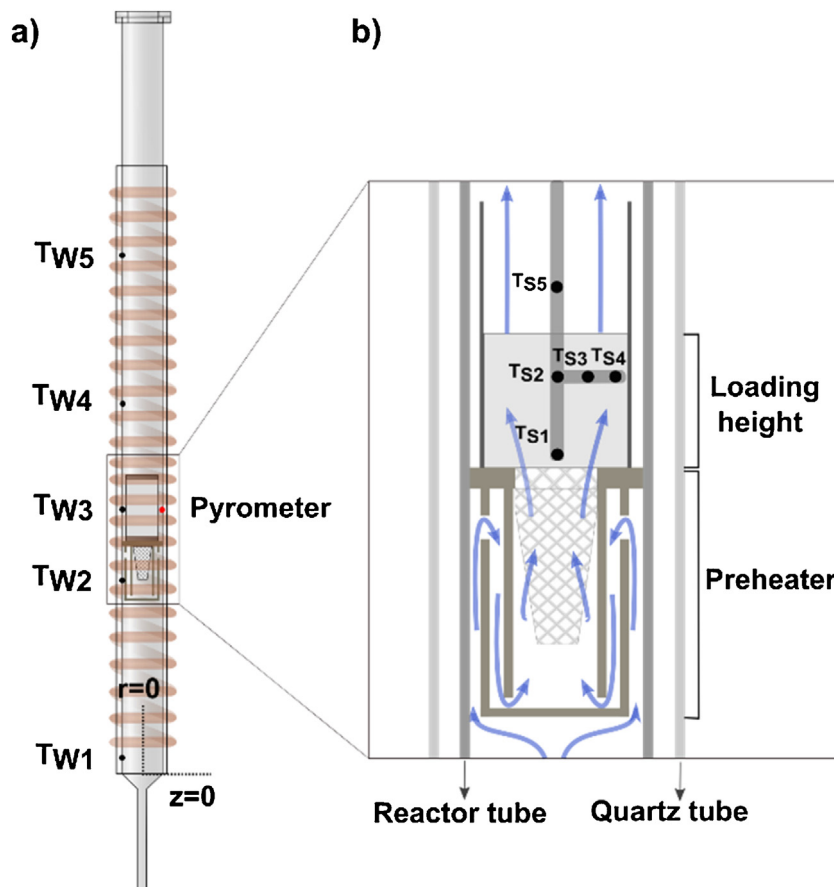 a)
TW5
TW4
TW3
Pyrometer
TW2
r=0
TW1
z=0
b)
TS5
TS3 TS4
TS2
TS1
Loading
height
Preheater
Reactor tube
Quartz tube